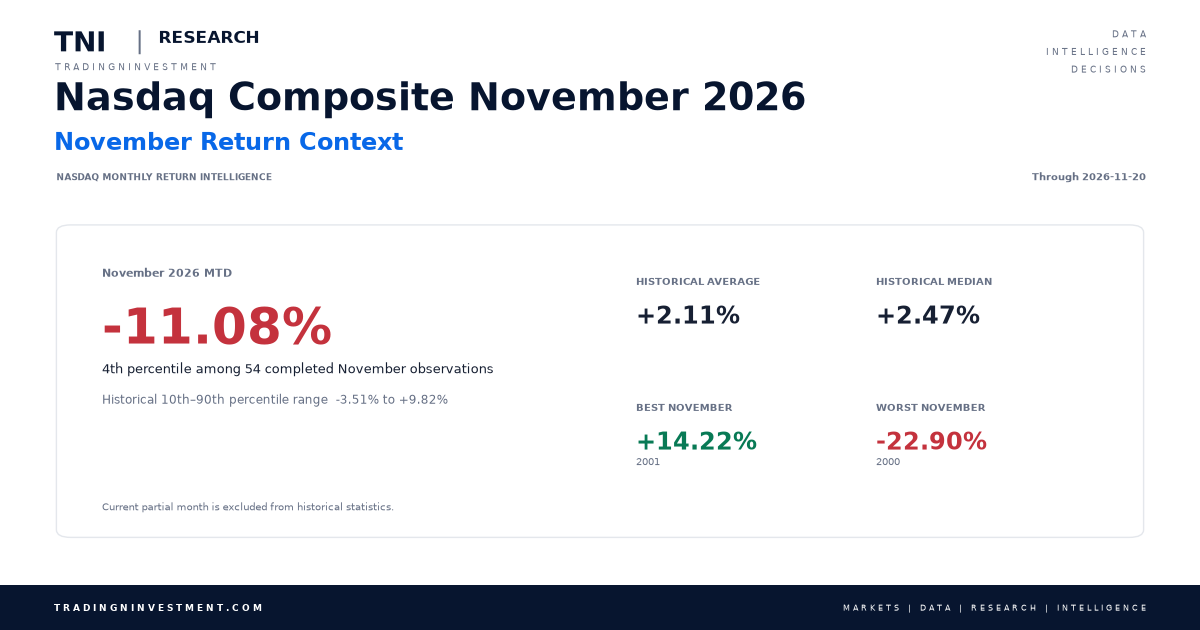 TNI | RESEARCH
TRADINGNINVESTMENT
DATA
INTELLIGENCE
DECISIONS
Nasdaq Composite November 2026
November Return Context
NASDAQ MONTHLY RETURN INTELLIGENCE
Through 2026-11-20
November 2026 MTD
-11.08%
4th percentile among 54 completed November observations
Historical 10th–90th percentile range -3.51% to +9.82%
HISTORICAL AVERAGE
+2.11%
HISTORICAL MEDIAN
+2.47%
BEST NOVEMBER
+14.22%
2001
WORST NOVEMBER
-22.90%
2000
Current partial month is excluded from historical statistics.
TRADINGNINVESTMENT.COM
MARKETS | DATA | RESEARCH | INTELLIGENCE